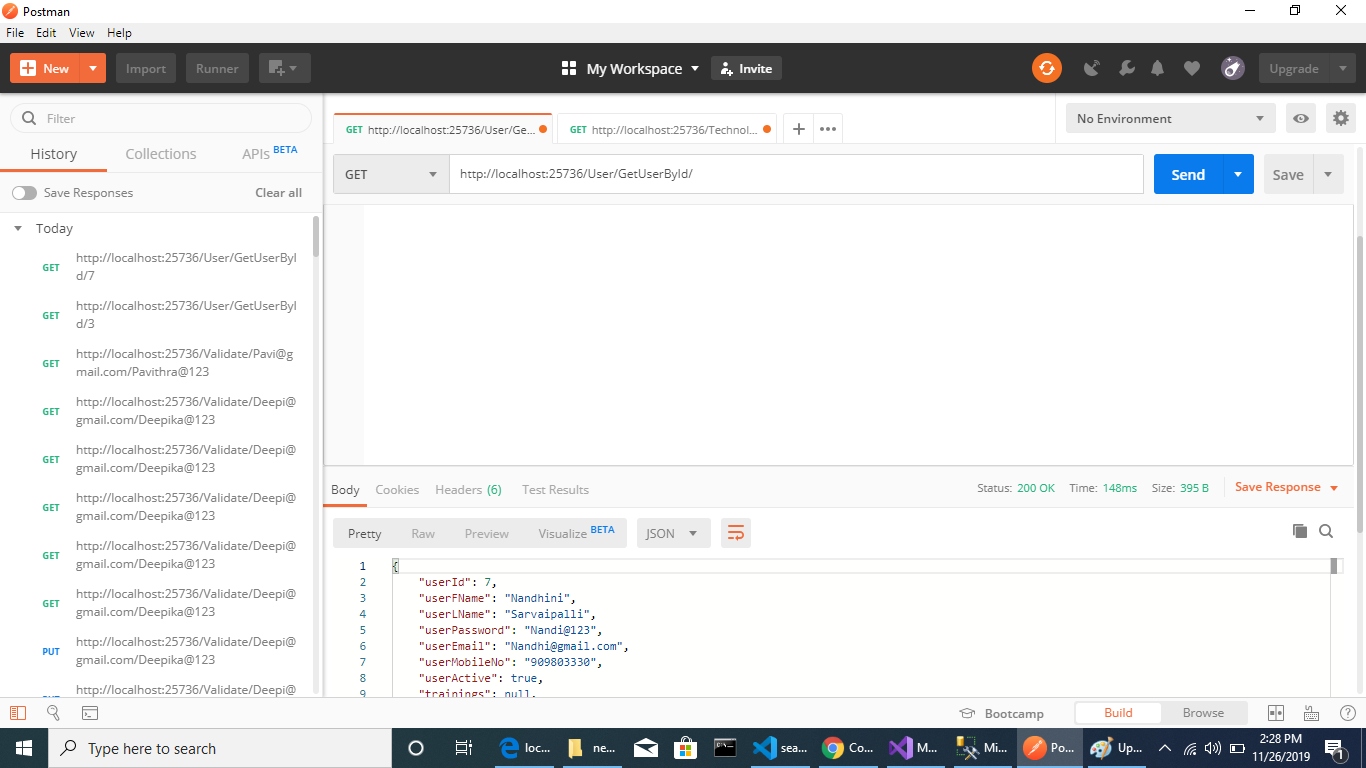 Postman
File Edit View Help
New Import Runner My Workspace Invite Upgrade
Filter
History Collections APIs BETA
Save Responses Clear all
Today
GET http://localhost:25736/User/GetUserById/7
GET http://localhost:25736/User/GetUserById/3
GET http://localhost:25736/Validate/Pavi@gmail.com/Pavithra@123
GET http://localhost:25736/Validate/Deepi@gmail.com/Deepika@123
GET http://localhost:25736/Validate/Deepi@gmail.com/Deepika@123
GET http://localhost:25736/Validate/Deepi@gmail.com/Deepika@123
GET http://localhost:25736/Validate/Deepi@gmail.com/Deepika@123
GET http://localhost:25736/Validate/Deepi@gmail.com/Deepika@123
PUT http://localhost:25736/Validate/Deepi@gmail.com/Deepika@123
http://localhost:25736/Validate/Deepi@
GET http://localhost:25736/User/Ge... GET http://localhost:25736/Technol... + •••
No Environment
GET http://localhost:25736/User/GetUserById/ Send Save
Body Cookies Headers (6) Test Results Status: 200 OK Time: 148ms Size: 395 B Save Response
Pretty Raw Preview Visualize BETA JSON
1 {
2 "userId": 7,
3 "userFName": "Nandhini",
4 "userLName": "Sarvaipalli",
5 "userPassword": "Nandi@123",
6 "userEmail": "Nandhi@gmail.com",
7 "userMobileNo": "909803330",
8 "userActive": true,
9 "trainings": null,
Bootcamp Build Browse
Type here to search loc... ne... sea... Co... M... Mi... Po... Up... 2:28 PM
11/26/2019 1